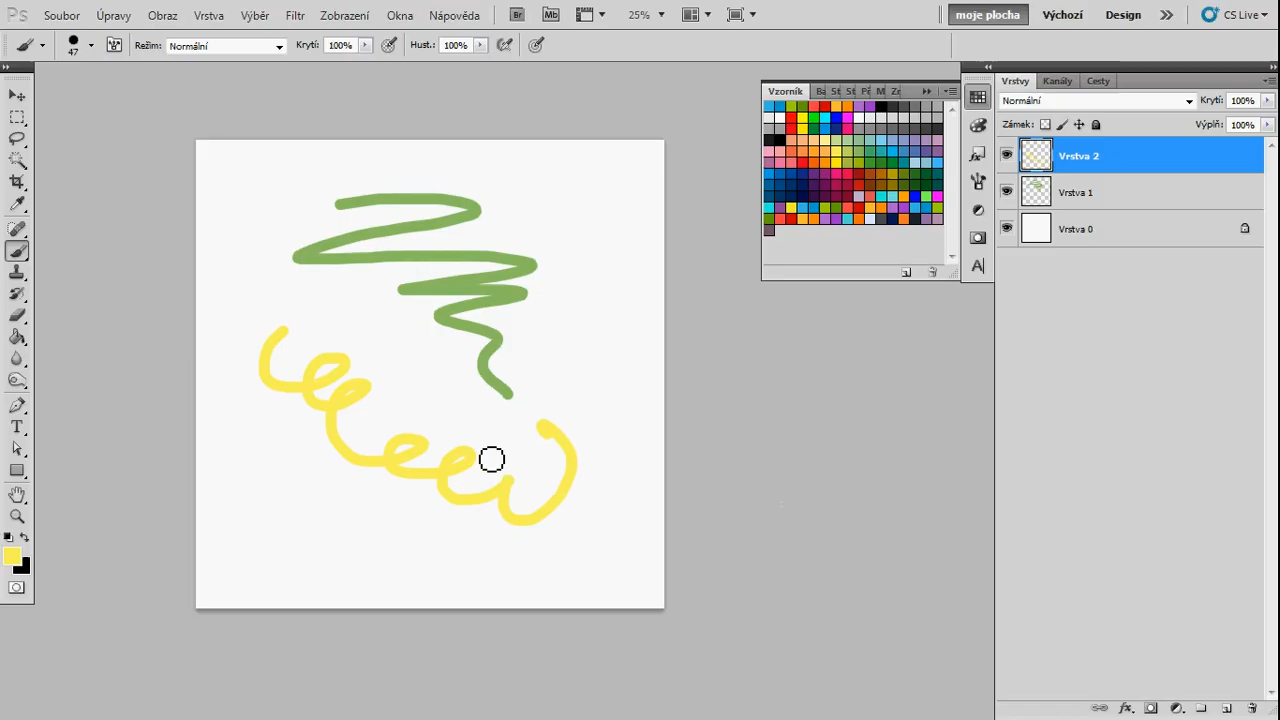 Ps Soubor Úpravy Obraz Vrstva Výběr Filtr Zobrazení Okna Nápověda Br Mb 25% moje plocha Výchozí Design CS Live
47 Režim: Normální Krytí: 100% Hust.: 100%
Vzorník Vrstvy Kanály Cesty
Normální Krytí: 100%
Zámek: Výplň: 100%
Vrstva 2
Vrstva 1
Vrstva 0